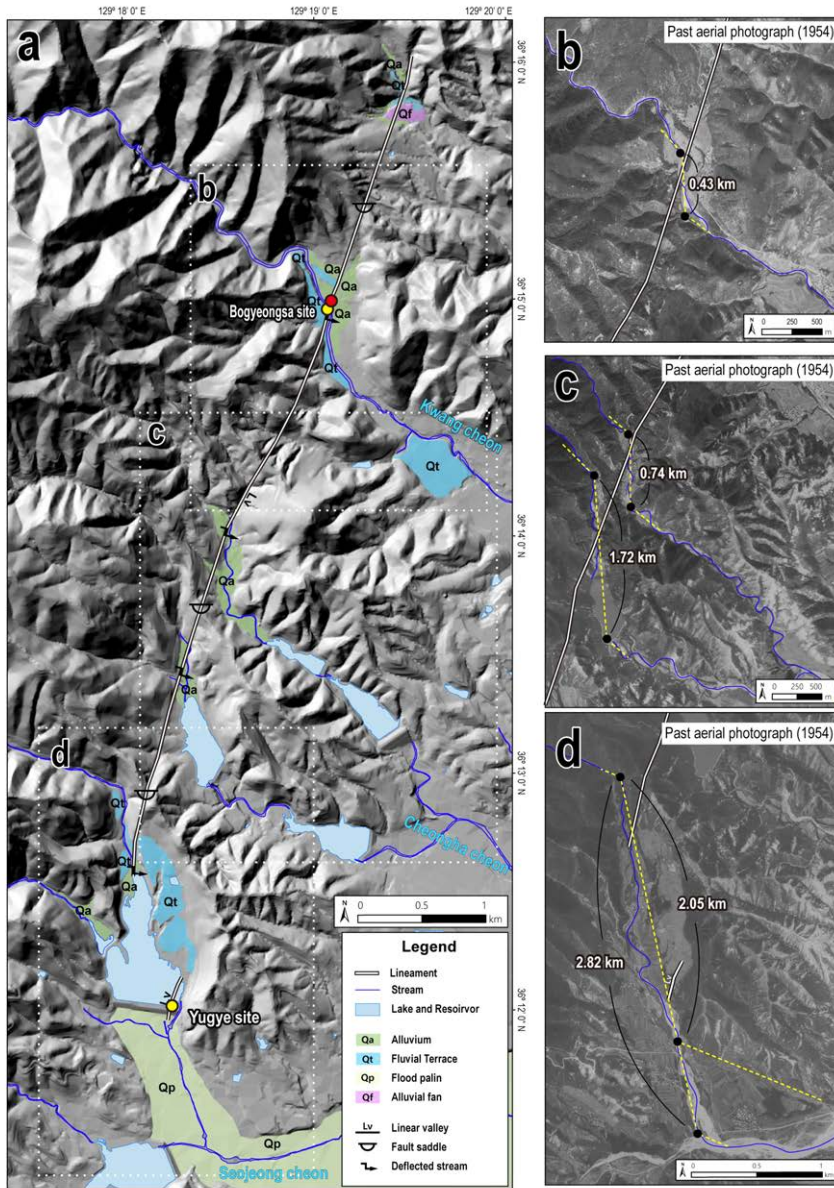 129° 18' 0" E
129° 19' 0" E
129° 20' 0" E
a
36° 16' 0" N
36° 15' 0" N
36° 14' 0" N
36° 13' 0" N
36° 12' 0" N
Qa
Qt
Qf
b
Qt
Qa
Qa
Qt
Bogyeongsa site
Qa
Qt
Kwang cheon
Qt
c
Lv
Qa
Qa
d
Qt
Cheongha cheon
Qt
Qa
Qt
Qa
Lv
Yugye site
Qp
Qp
Seojeong cheon
N
0 0.5 1
km
Legend
Lineament
Stream
Lake and Resoirvor
Qa Alluvium
Qt Fluvial Terrace
Qp Flood palin
Qf Alluvial fan
Lv Linear valley
Fault saddle
Deflected stream
b
Past aerial photograph (1954)
0.43 km
N
0 250 500
m
c
Past aerial photograph (1954)
0.74 km
1.72 km
N
0 250 500
m
d
Past aerial photograph (1954)
2.05 km
2.82 km
N
0 0.5 1
km